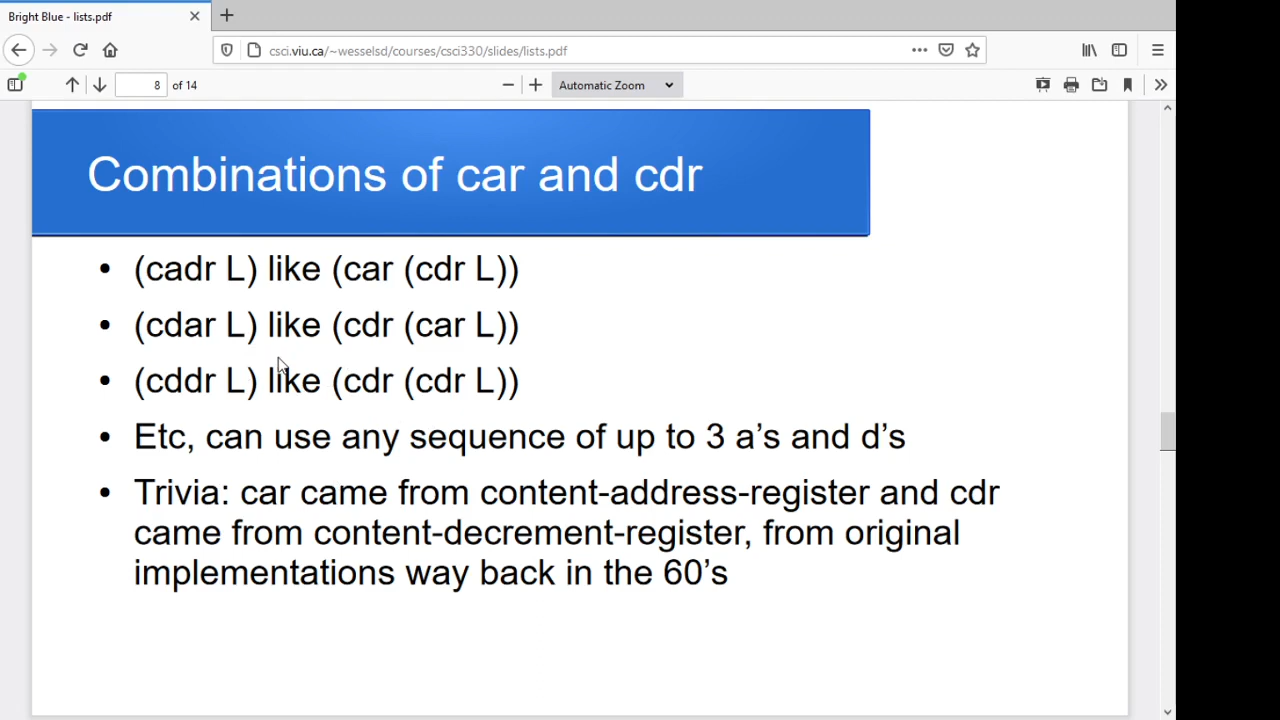 Bright Blue - lists.pdf
csci.viu.ca/~wesselsd/courses/csci330/slides/lists.pdf
8 of 14
Automatic Zoom
Combinations of car and cdr
• (cadr L) like (car (cdr L))
• (cdar L) like (cdr (car L))
• (cddr L) like (cdr (cdr L))
• Etc, can use any sequence of up to 3 a’s and d’s
• Trivia: car came from content-address-register and cdr
came from content-decrement-register, from original
implementations way back in the 60’s